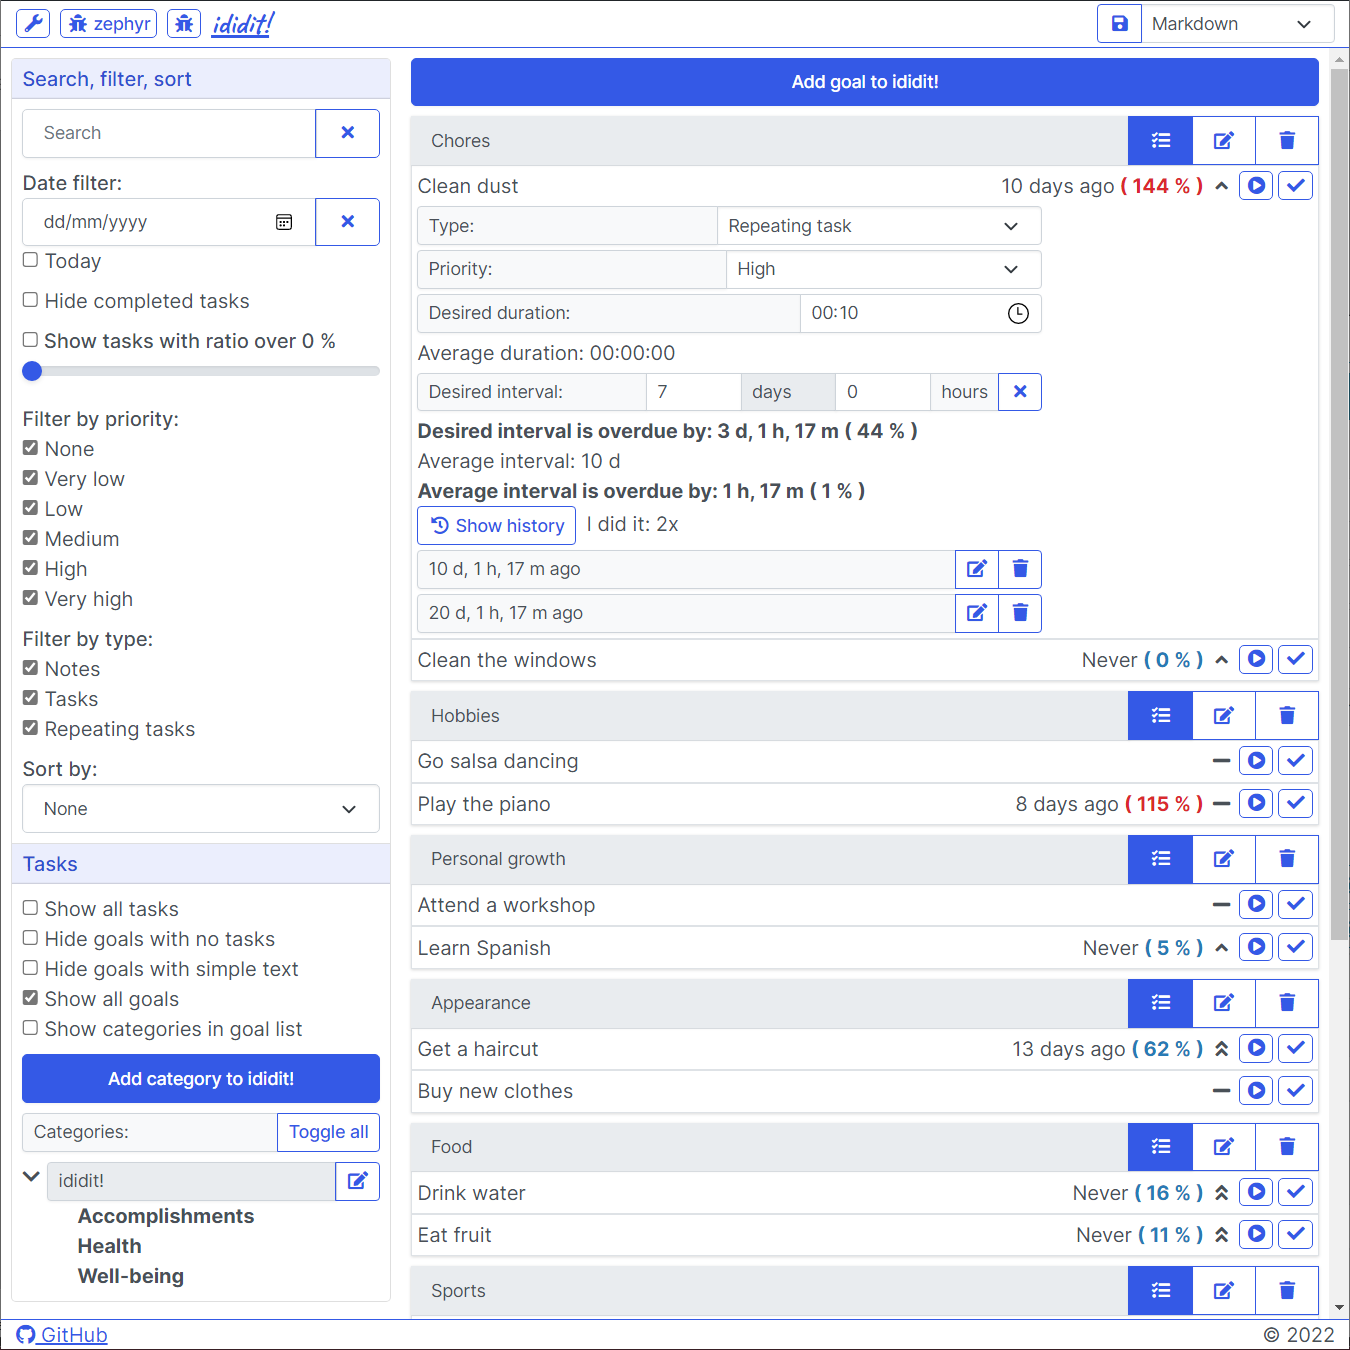 zephyr
ididit!
Markdown
Search, filter, sort
Search
Date filter:
dd/mm/yyyy
Today
Hide completed tasks
Show tasks with ratio over 0 %
Filter by priority:
None
Very low
Low
Medium
High
Very high
Filter by type:
Notes
Tasks
Repeating tasks
Sort by:
None
Tasks
Show all tasks
Hide goals with no tasks
Hide goals with simple text
Show all goals
Show categories in goal list
Add category to ididit!
Categories: Toggle all
ididit!
Accomplishments
Health
Well-being
Add goal to ididit!
Chores
Clean dust 10 days ago ( 144 % )
Type: Repeating task
Priority: High
Desired duration: 00:10
Average duration: 00:00:00
Desired interval: 7 days 0 hours
Desired interval is overdue by: 3 d, 1 h, 17 m ( 44 % )
Average interval: 10 d
Average interval is overdue by: 1 h, 17 m ( 1 % )
Show history I did it: 2x
10 d, 1 h, 17 m ago
20 d, 1 h, 17 m ago
Clean the windows Never ( 0 % )
Hobbies
Go salsa dancing
Play the piano 8 days ago ( 115 % )
Personal growth
Attend a workshop
Learn Spanish Never ( 5 % )
Appearance
Get a haircut 13 days ago ( 62 % )
Buy new clothes
Food
Drink water Never ( 16 % )
Eat fruit Never ( 11 % )
Sports
GitHub
© 2022